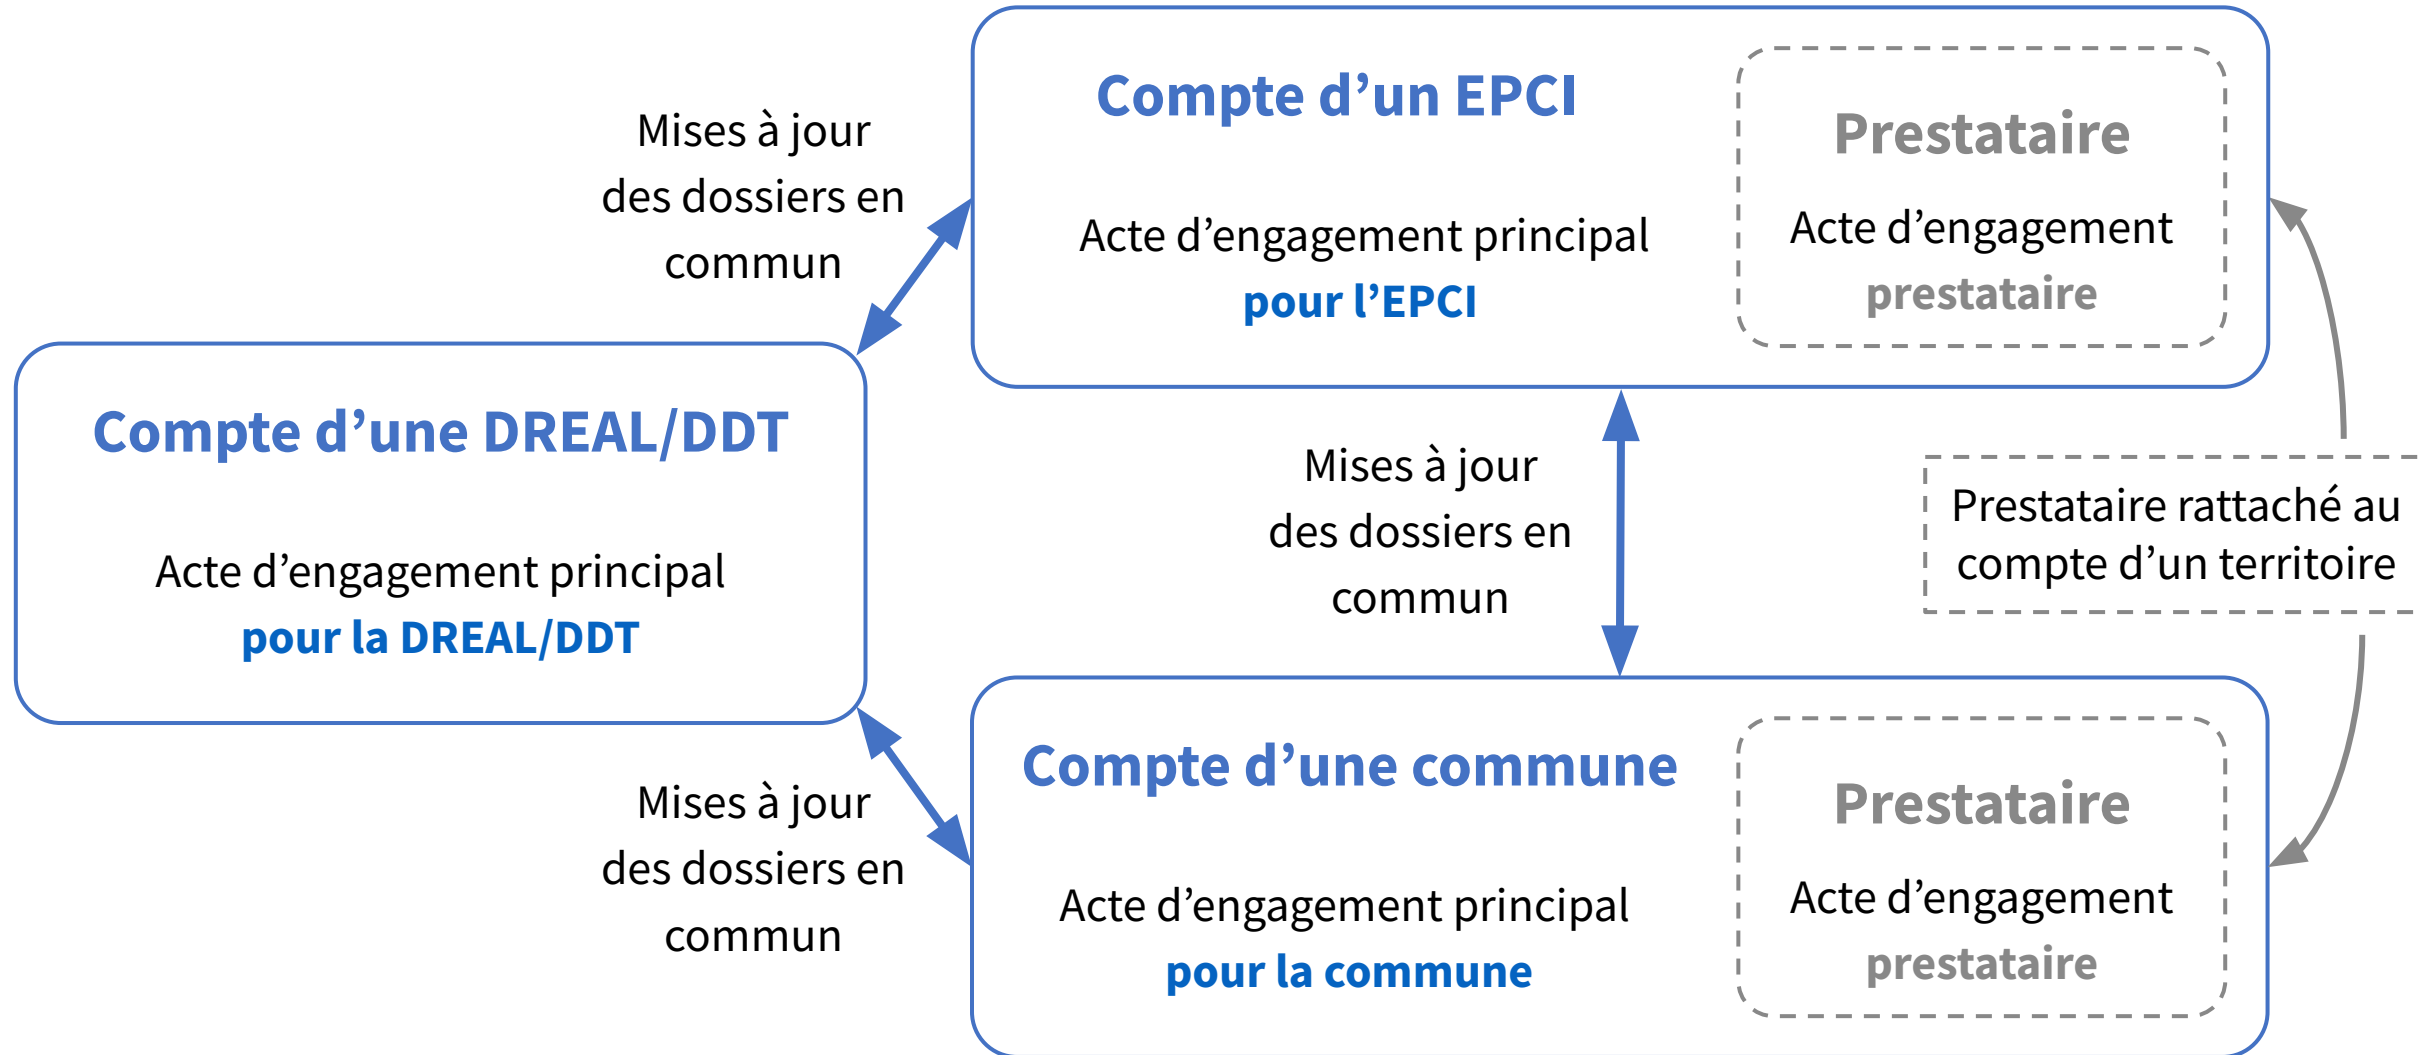 Compte d’un EPCI
Acte d’engagement principal
pour l’EPCI
Prestataire
Acte d’engagement
prestataire
Mises à jour
des dossiers en
commun
Compte d’une DREAL/DDT
Acte d’engagement principal
pour la DREAL/DDT
Mises à jour
des dossiers en
commun
Prestataire rattaché au
compte d’un territoire
Mises à jour
des dossiers en
commun
Compte d’une commune
Acte d’engagement principal
pour la commune
Prestataire
Acte d’engagement
prestataire